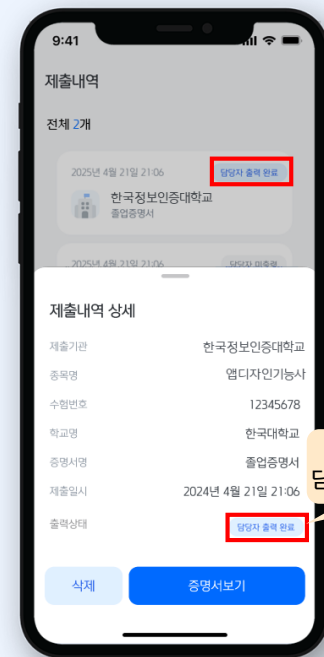 9:41
제출내역
전체 2개
2025년 4월 21일 21:06 담당자 출력 완료
한국정보인증대학교
졸업증명서
2025년 4월 21일 21:06 담당자 미출력
제출내역 상세
제출기관 한국정보인증대학교
종목명 앱디자인기능사
수험번호 12345678
학교명 한국대학교
증명서명 졸업증명서
제출일시 2024년 4월 21일 21:06
출력상태 담당자 출력 완료
삭제 증명서보기